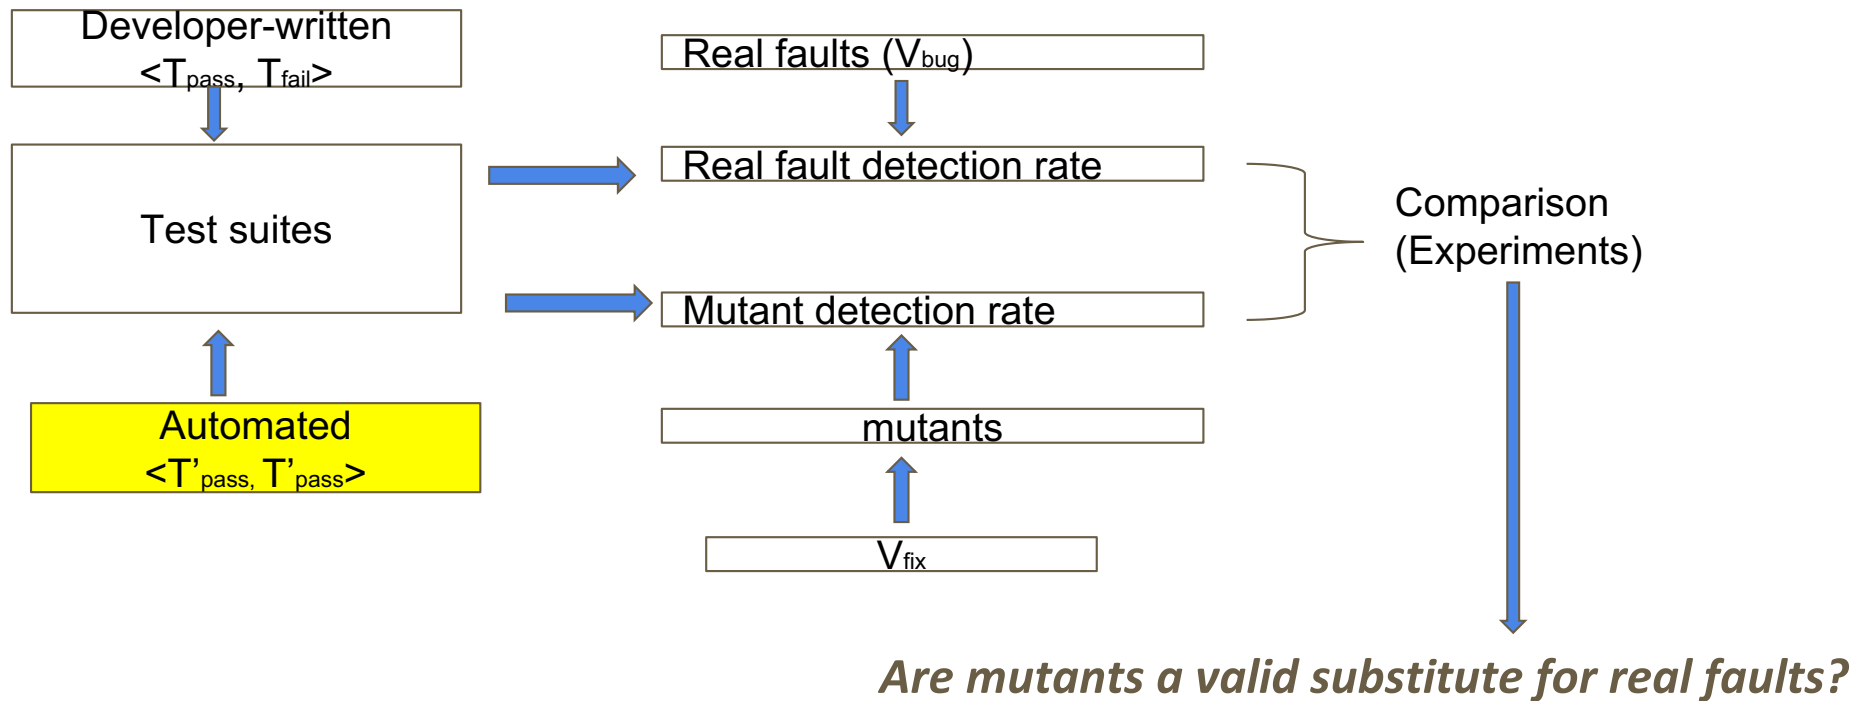 Developer-written
<Tpass, Tfail>
Real faults (Vbug)
Real fault detection rate
Test suites
Comparison
(Experiments)
Mutant detection rate
Automated
<T’pass, T’pass>
mutants
Vfix
Are mutants a valid substitute for real faults?